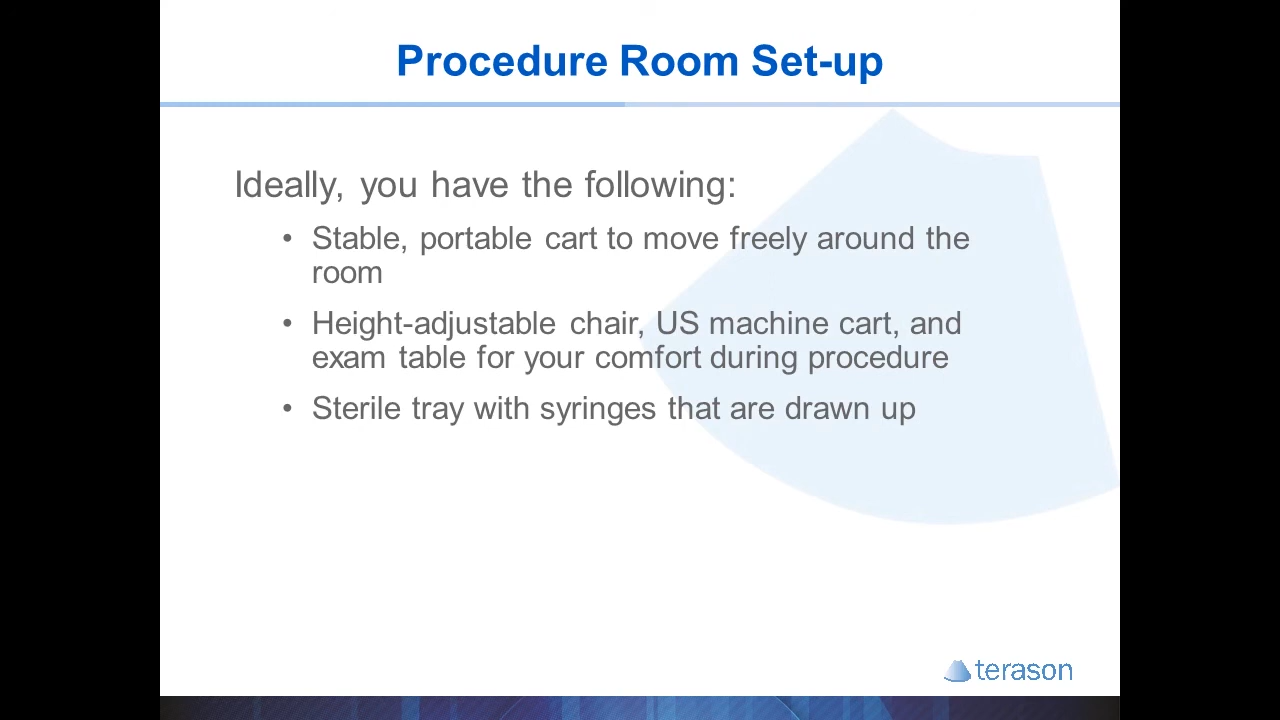 Procedure Room Set-up
Ideally, you have the following:
• Stable, portable cart to move freely around the
room
• Height-adjustable chair, US machine cart, and
exam table for your comfort during procedure
• Sterile tray with syringes that are drawn up
terason